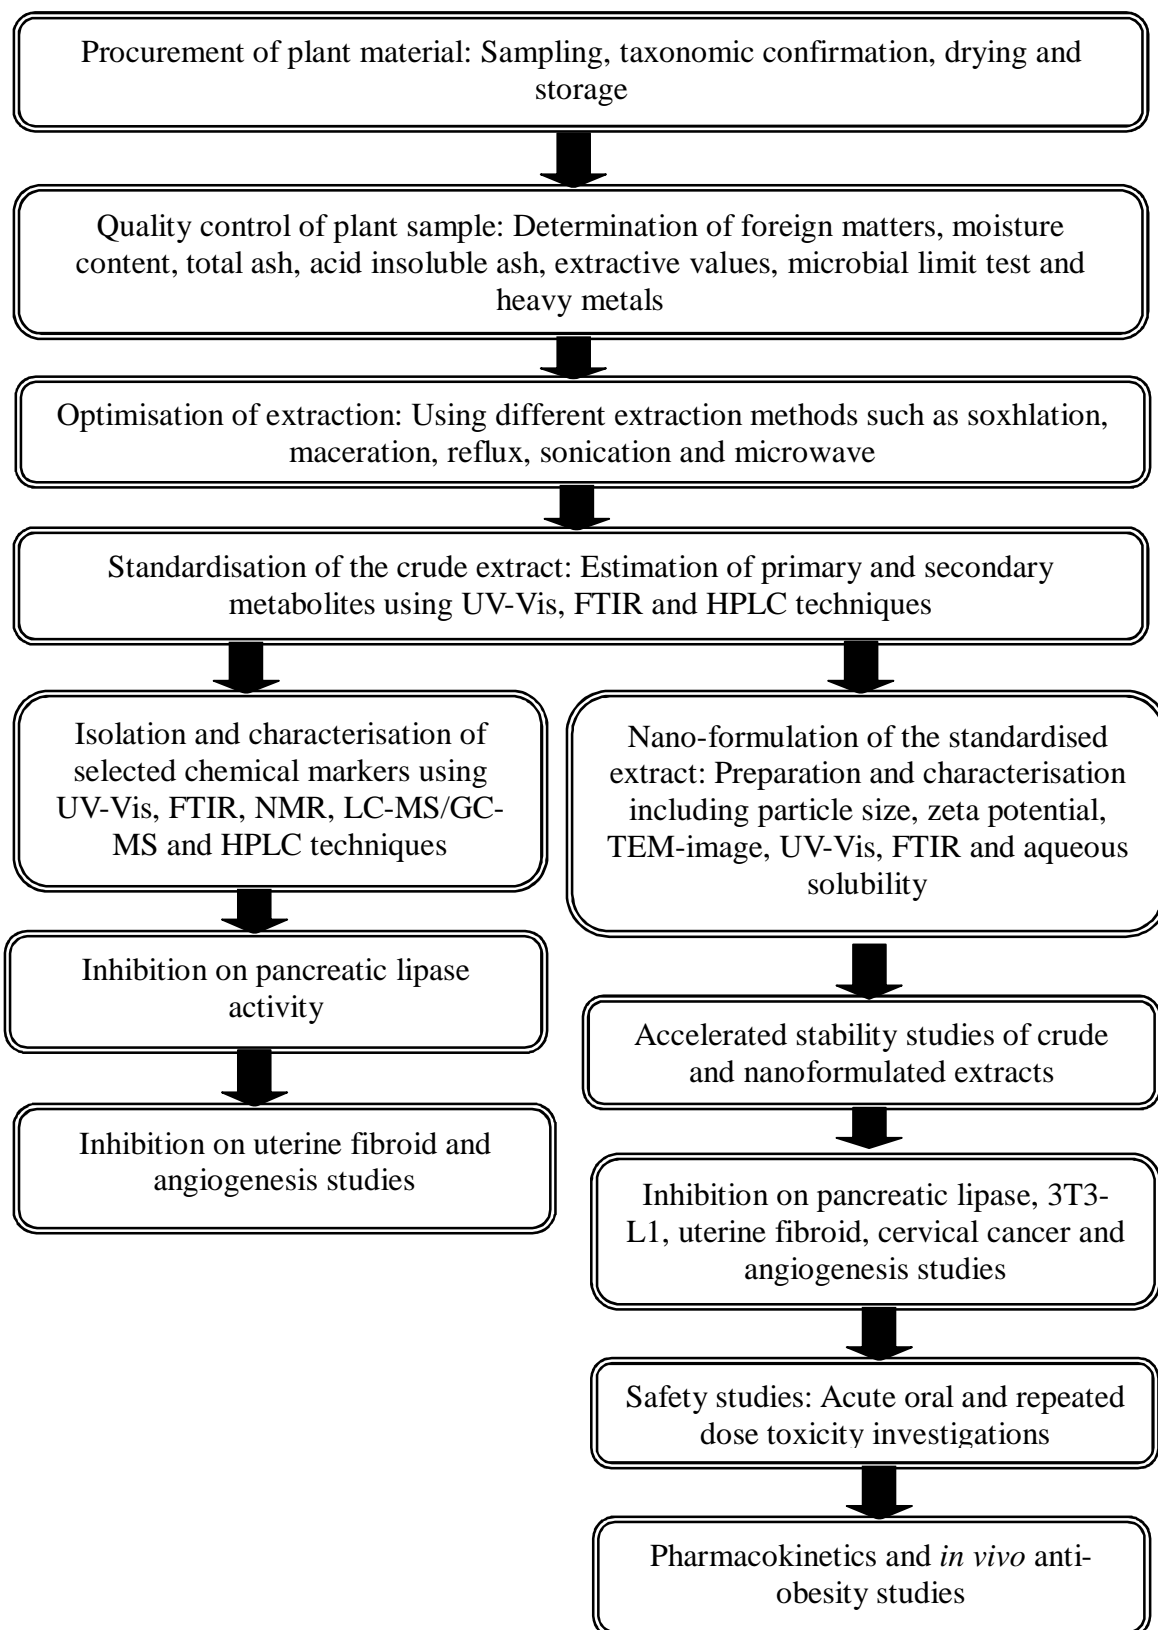 Procurement of plant material: Sampling, taxonomic confirmation, drying and
storage
Quality control of plant sample: Determination of foreign matters, moisture
content, total ash, acid insoluble ash, extractive values, microbial limit test and
heavy metals
Optimisation of extraction: Using different extraction methods such as soxhlation,
maceration, reflux, sonication and microwave
Standardisation of the crude extract: Estimation of primary and secondary
metabolites using UV-Vis, FTIR and HPLC techniques
Isolation and characterisation of
selected chemical markers using
UV-Vis, FTIR, NMR, LC-MS/GC-
MS and HPLC techniques
Inhibition on pancreatic lipase
activity
Inhibition on uterine fibroid and
angiogenesis studies
Nano-formulation of the standardised
extract: Preparation and characterisation
including particle size, zeta potential,
TEM-image, UV-Vis, FTIR and aqueous
solubility
Accelerated stability studies of crude
and nanoformulated extracts
Inhibition on pancreatic lipase, 3T3-
L1, uterine fibroid, cervical cancer and
angiogenesis studies
Safety studies: Acute oral and repeated
dose toxicity investigations
Pharmacokinetics and in vivo anti-
obesity studies